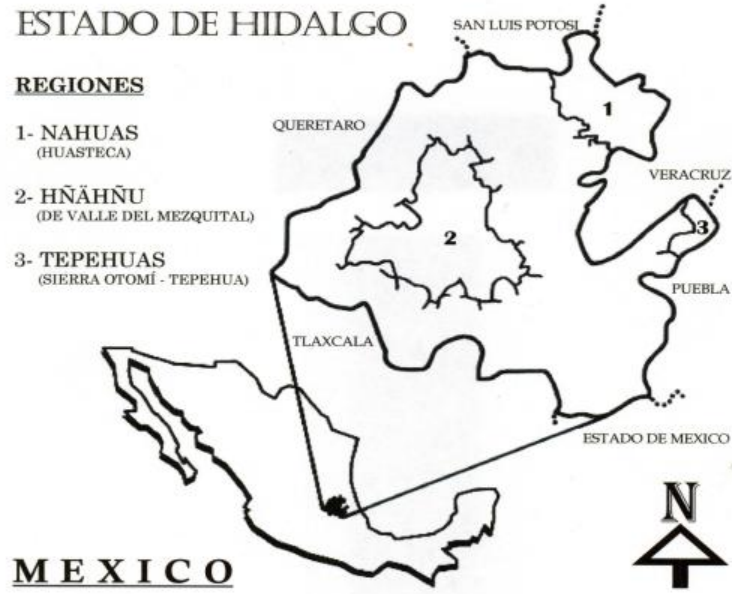 ESTADO DE HIDALGO
REGIONES
1- NAHUAS
(HUASTECA)
2- HÑÄHÑU
(DE VALLE DEL MEZQUITAL)
3- TEPEHUAS
(SIERRA OTOMÍ - TEPEHUA)
SAN LUIS POTOSI
QUERETARO
1
VERACRUZ
2
3
PUEBLA
TLAXCALA
ESTADO DE MEXICO
N
MEXICO